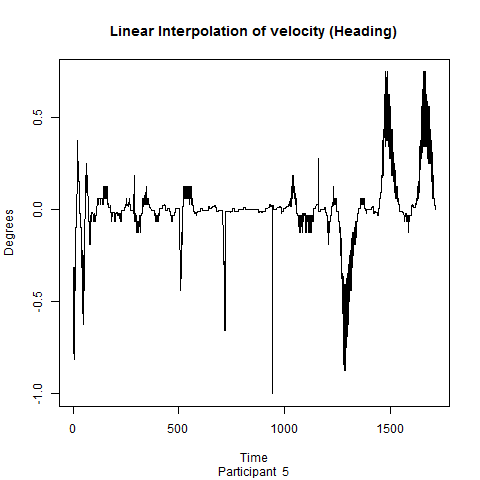 Linear Interpolation of velocity (Heading)
Degrees
0.5
0.0
-0.5
-1.0
0 500 1000 1500
Time
Participant 5